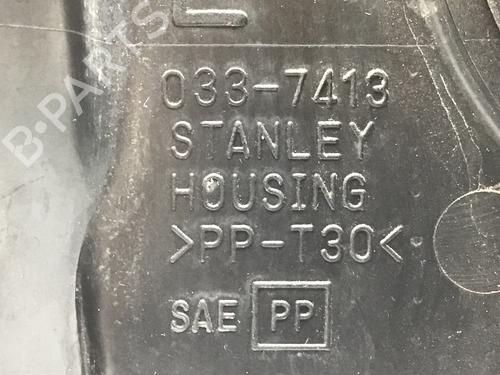 033-7413
STANLEY
HOUSING
>PP-T30<
SAE PP
B-PARTS